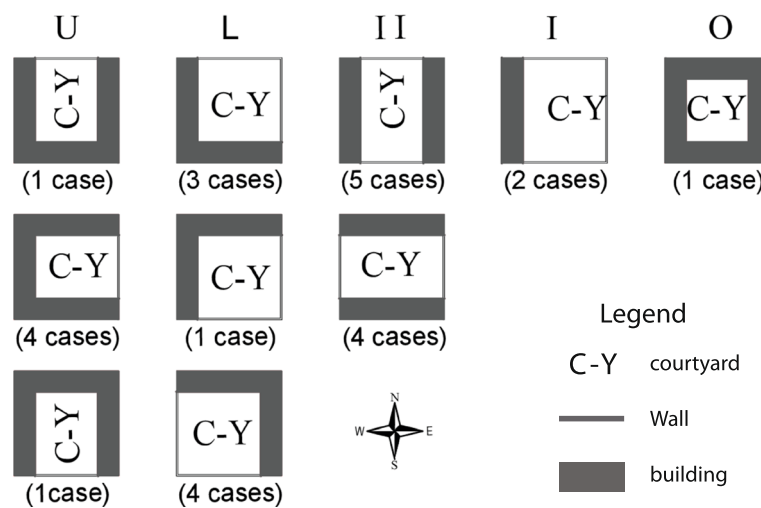 U L I I I O
C-Y C-Y C-Y C-Y C-Y
(1 case) (3 cases) (5 cases) (2 cases) (1 case)
C-Y C-Y C-Y
(4 cases) (1 case) (4 cases)
Legend
C-Y courtyard
C-Y C-Y
N
W E
S
Wall
building
(1case) (4 cases)